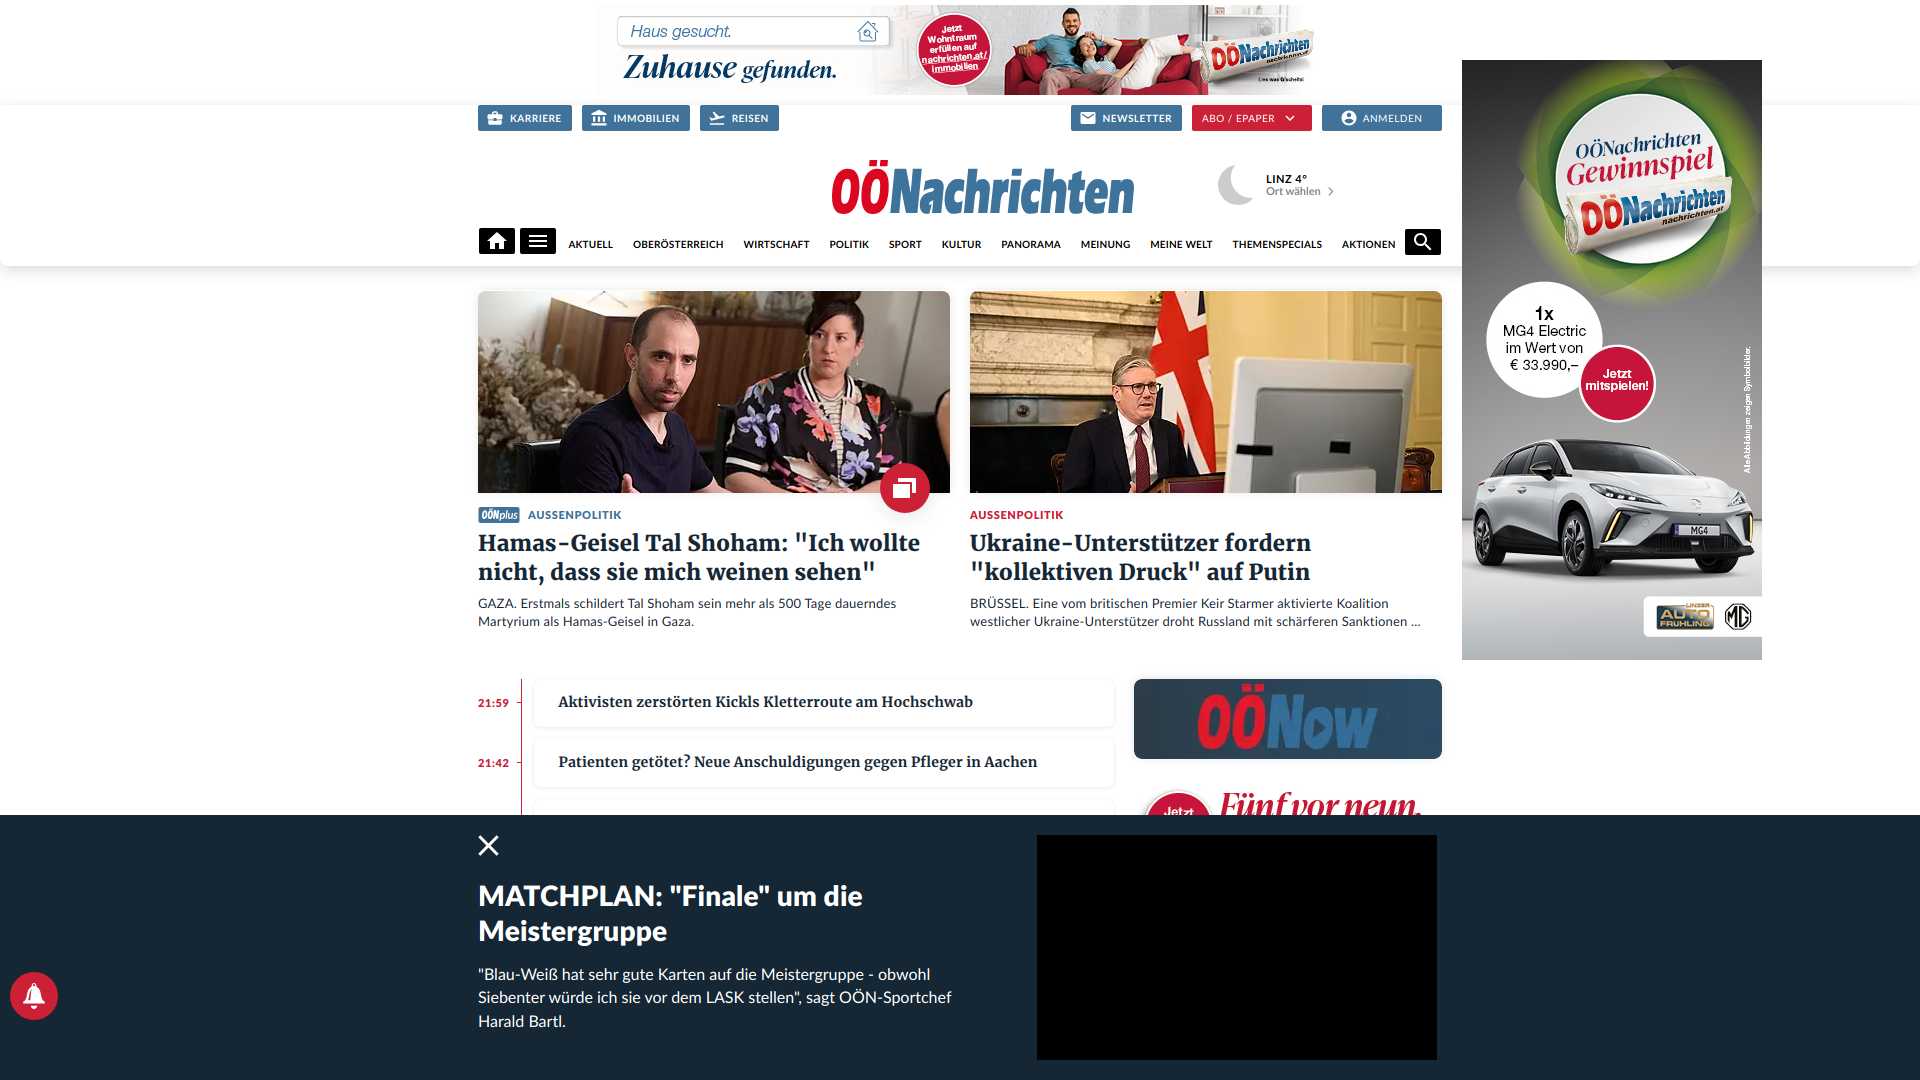 Haus gesucht.
Zuhause gefunden.
Jetzt
Wohntraum
erfüllen auf
nachrichten.at/
immobilien
OÖNachrichten
nachrichten.at
Lies was G'scheits!
KARRIERE
IMMOBILIEN
REISEN
NEWSLETTER
ABO / EPAPER
ANMELDEN
OÖNachrichten
LINZ 4°
Ort wählen
AKTUELL
OBERÖSTERREICH
WIRTSCHAFT
POLITIK
SPORT
KULTUR
PANORAMA
MEINUNG
MEINE WELT
THEMENSPECIALS
AKTIONEN
OÖNplus AUSSENPOLITIK
Hamas-Geisel Tal Shoham: "Ich wollte
nicht, dass sie mich weinen sehen"
GAZA. Erstmals schildert Tal Shoham sein mehr als 500 Tage dauerndes
Martyrium als Hamas-Geisel in Gaza.
AUSSENPOLITIK
Ukraine-Unterstützer fordern
"kollektiven Druck" auf Putin
BRÜSSEL. Eine vom britischen Premier Keir Starmer aktivierte Koalition
westlicher Ukraine-Unterstützer droht Russland mit schärferen Sanktionen ...
OÖNachrichten
Gewinnspiel
OÖNachrichten
nachrichten.at
1x
MG4 Electric
im Wert von
€ 33.990,–
Jetzt
mitspielen!
Alle Abbildungen zeigen Symbolbilder.
MG4
UNSER
AUTO
FRÜHLING
MG
21:59
Aktivisten zerstörten Kickls Kletterroute am Hochschwab
21:42
Patienten getötet? Neue Anschuldigungen gegen Pfleger in Aachen
OÖNow
Jetzt
Fünf vor neun.
MATCHPLAN: "Finale" um die
Meistergruppe
"Blau-Weiß hat sehr gute Karten auf die Meistergruppe - obwohl
Siebenter würde ich sie vor dem LASK stellen", sagt OÖN-Sportchef
Harald Bartl.